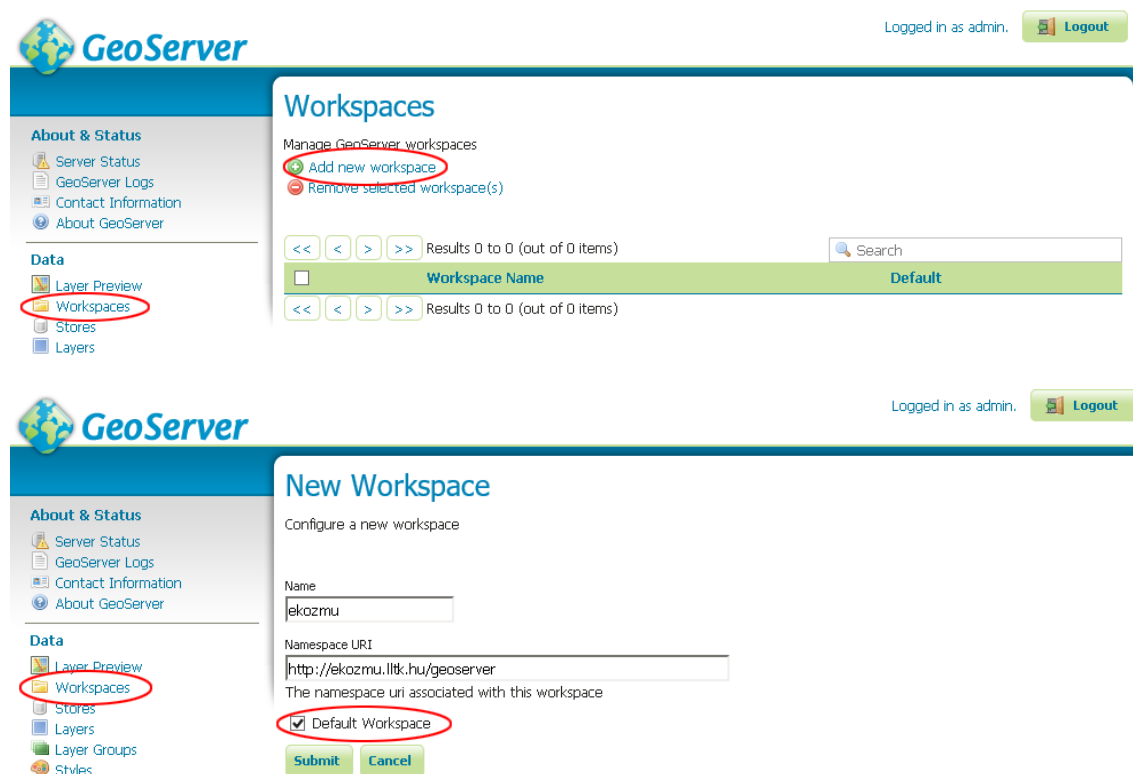 GeoServer
Logged in as admin.
Logout
About & Status
Server Status
GeoServer Logs
Contact Information
About GeoServer
Data
Layer Preview
Workspaces
Stores
Layers
Workspaces
Manage GeoServer workspaces
Add new workspace
Remove selected workspace(s)
<< < > >> Results 0 to 0 (out of 0 items)
Search
Workspace Name Default
<< < > >> Results 0 to 0 (out of 0 items)
GeoServer
Logged in as admin.
Logout
About & Status
Server Status
GeoServer Logs
Contact Information
About GeoServer
Data
Layer Preview
Workspaces
Stores
Layers
Layer Groups
Styles
New Workspace
Configure a new workspace
Name
ekozmu
Namespace URI
http://ekozmu.lltk.hu/geoserver
The namespace uri associated with this workspace
Default Workspace
Submit Cancel